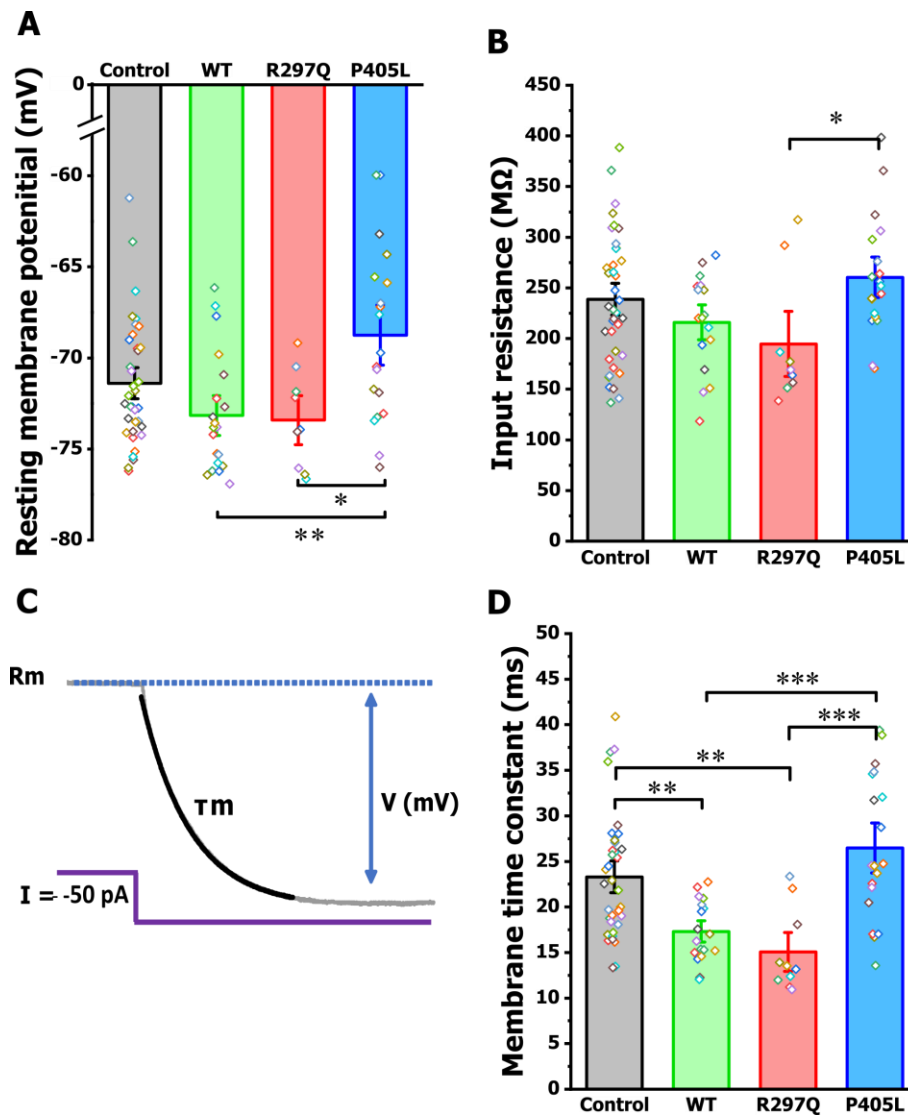 A
Control WT R297Q P405L
Resting membrane potenitial (mV)
0
-60
-65
-70
-75
-80
*
**
B
Input resistance (MΩ)
450
400
350
300
250
200
150
100
50
0
*
Control WT R297Q P405L
C
Rm
τm
V (mV)
I = -50 pA
D
Membrane time constant (ms)
50
45
40
35
30
25
20
15
10
5
0
***
***
**
**
Control WT R297Q P405L